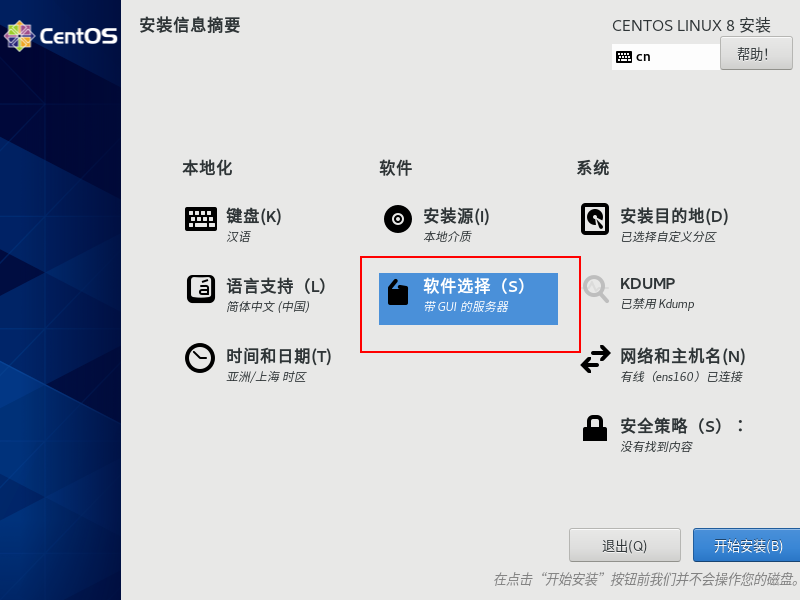 CentOS
安装信息摘要
CENTOS LINUX 8 安装
cn
帮助！
本地化
键盘(K)
汉语
语言支持（L）
简体中文 (中国)
时间和日期(T)
亚洲/上海 时区
软件
安装源(I)
本地介质
软件选择（S）
带 GUI 的服务器
系统
安装目的地(D)
已选择自定义分区
KDUMP
已禁用 Kdump
网络和主机名(N)
有线（ens160）已连接
安全策略（S）：
没有找到内容
退出(Q)
开始安装(B)
在点击“开始安装”按钮前我们并不会操作您的磁盘。